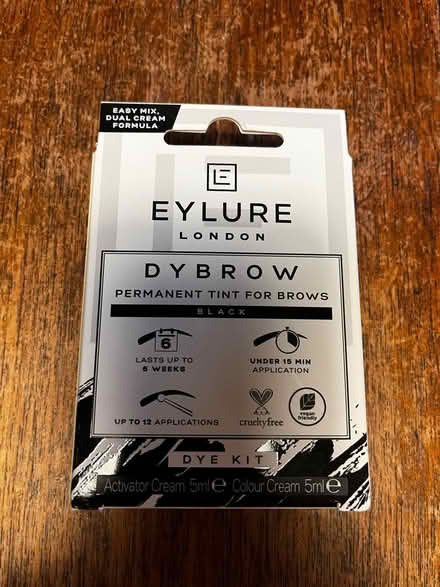 EASY MIX,
DUAL CREAM
FORMULA
E
EYLURE
LONDON
DYBROW
PERMANENT TINT FOR BROWS
BLACK
6
LASTS UP TO
6 WEEKS
UNDER 15 MIN
APPLICATION
UP TO 12 APPLICATIONS
crueltyfree
vegan
friendly
DYE KIT
Activator Cream 5ml℮ Colour Cream 5ml℮